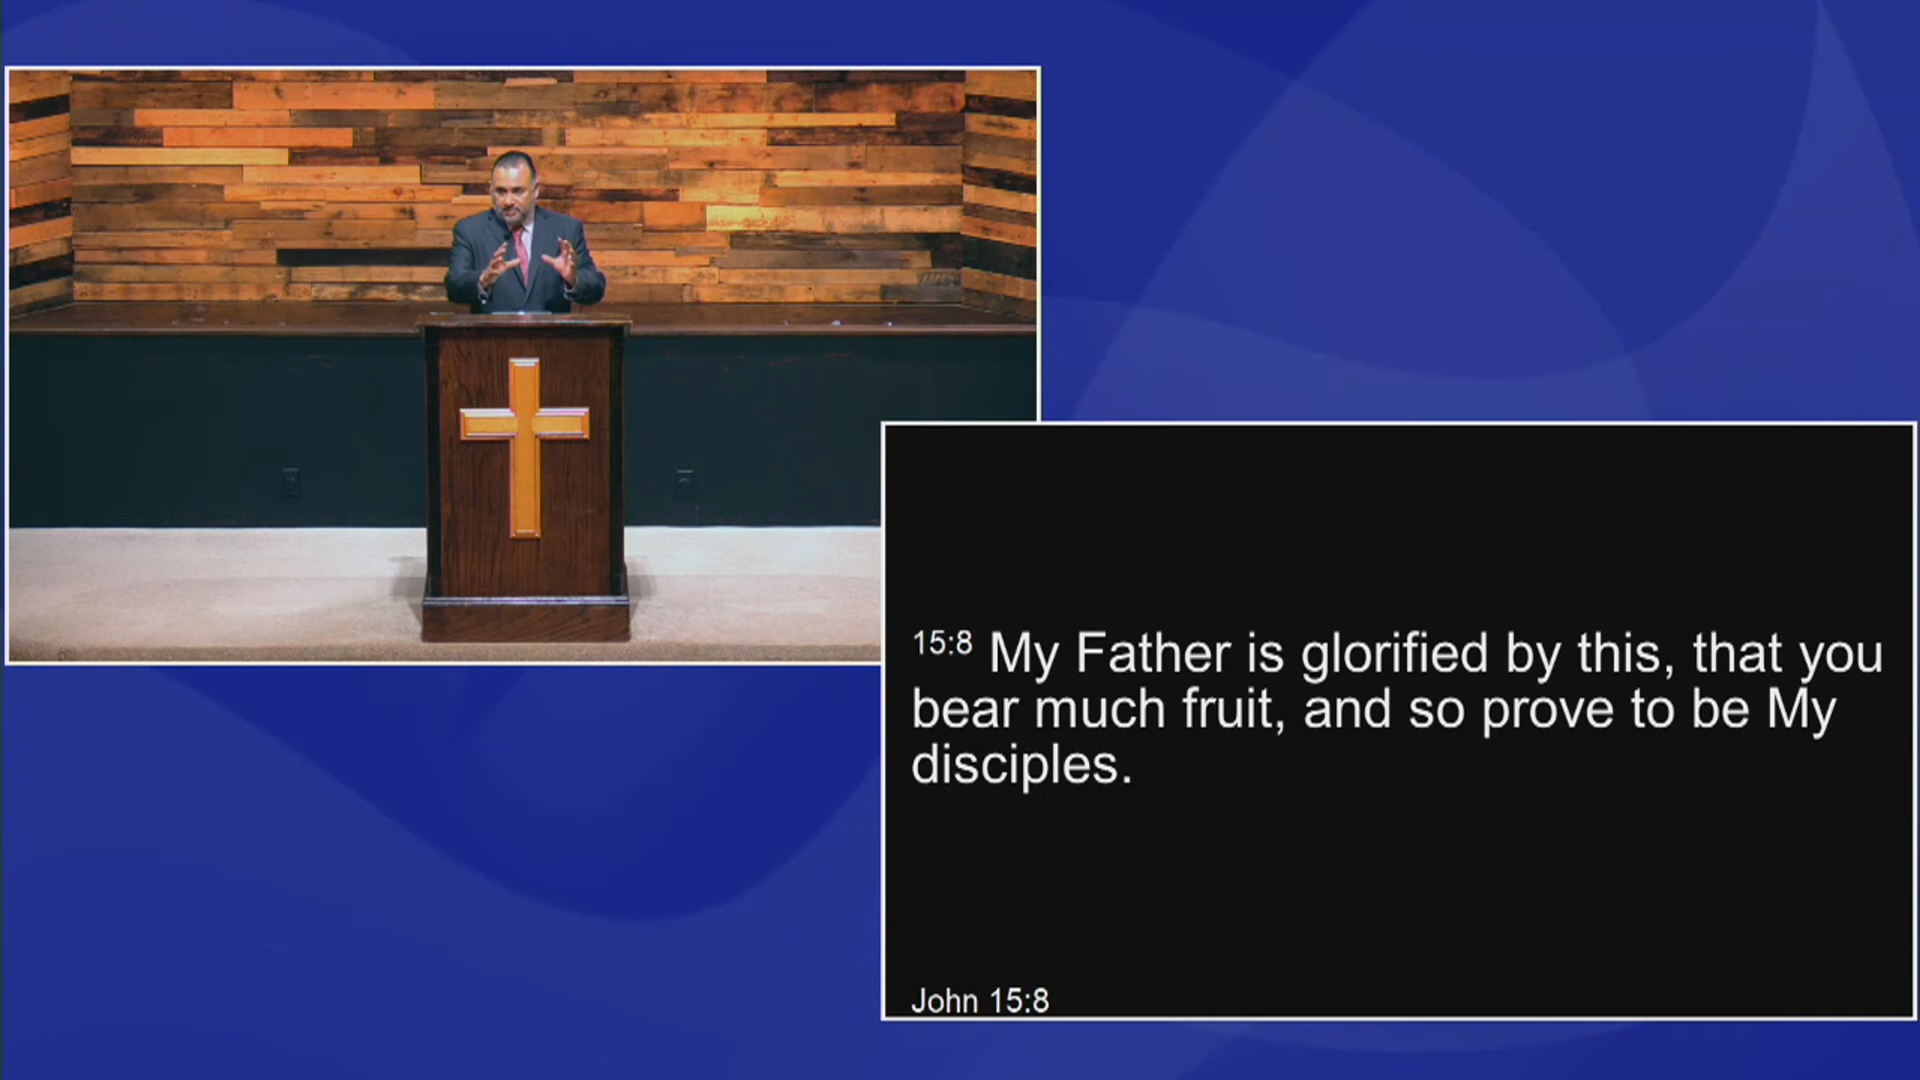 15:8 My Father is glorified by this, that you
bear much fruit, and so prove to be My
disciples.
John 15:8